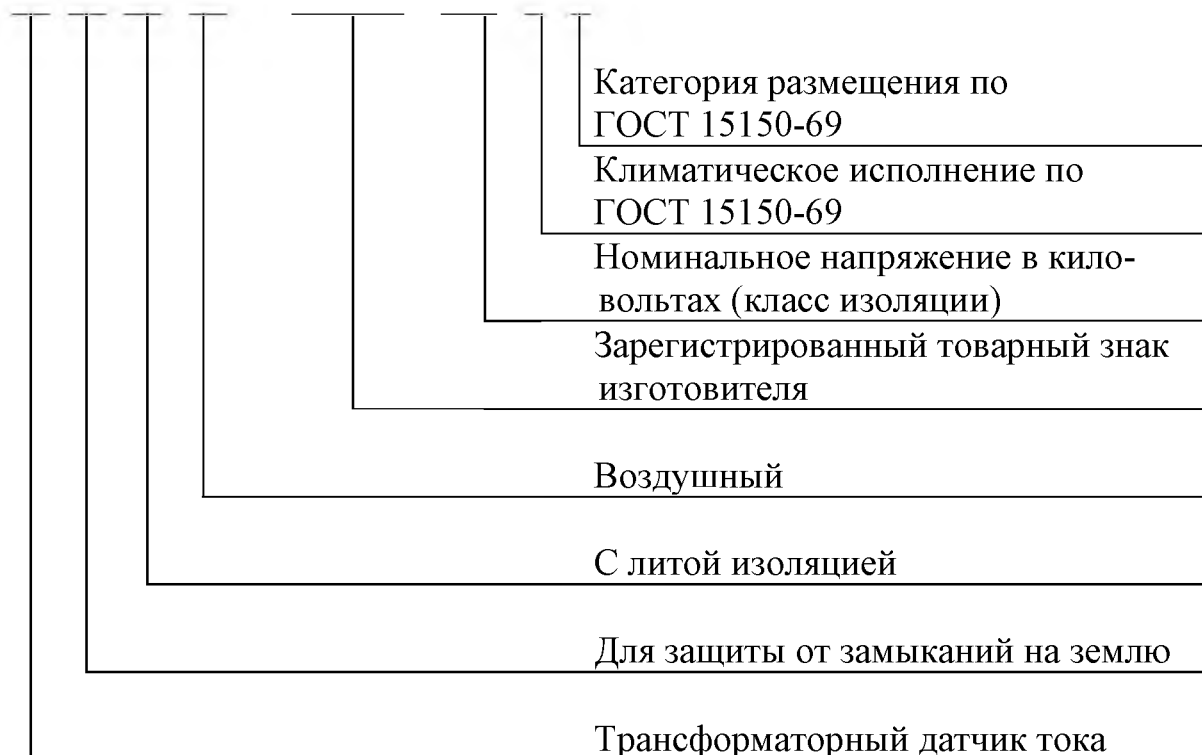 Категория размещения по
ГОСТ 15150-69
Климатическое исполнение по
ГОСТ 15150-69
Номинальное напряжение в кило-
вольтах (класс изоляции)
Зарегистрированный товарный знак
изготовителя
Воздушный
С литой изоляцией
Для защиты от замыканий на землю
Трансформаторный датчик тока